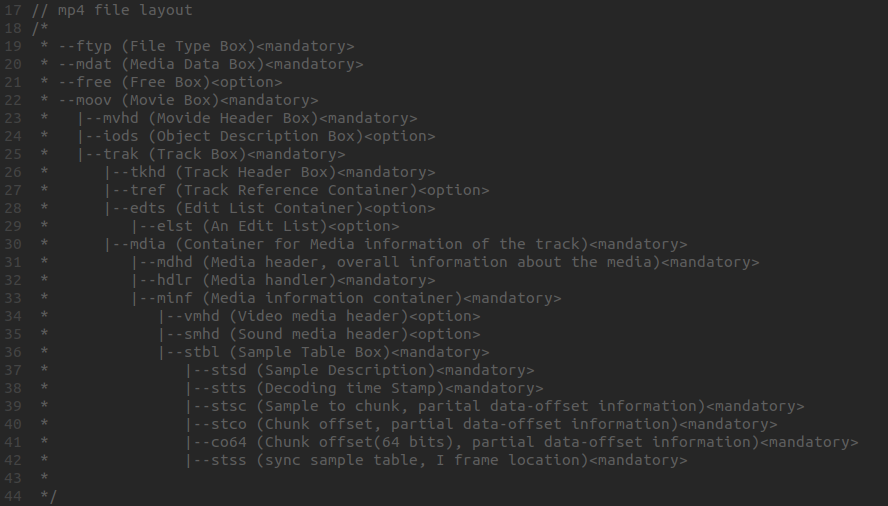 17 // mp4 file layout
18 /*
19  * --ftyp (File Type Box)<mandatory>
20  * --mdat (Media Data Box)<mandatory>
21  * --free (Free Box)<option>
22  * --moov (Movie Box)<mandatory>
23  *   |--mvhd (Movide Header Box)<mandatory>
24  *   |--iods (Object Description Box)<option>
25  *   |--trak (Track Box)<mandatory>
26  *      |--tkhd (Track Header Box)<mandatory>
27  *      |--tref (Track Reference Container)<option>
28  *      |--edts (Edit List Container)<option>
29  *         |--elst (An Edit List)<option>
30  *      |--mdia (Container for Media information of the track)<mandatory>
31  *         |--mdhd (Media header, overall information about the media)<mandatory>
32  *         |--hdlr (Media handler)<mandatory>
33  *         |--minf (Media information container)<mandatory>
34  *            |--vmhd (Video media header)<option>
35  *            |--smhd (Sound media header)<option>
36  *            |--stbl (Sample Table Box)<mandatory>
37  *               |--stsd (Sample Description)<mandatory>
38  *               |--stts (Decoding time Stamp)<mandatory>
39  *               |--stsc (Sample to chunk, parital data-offset information)<mandatory>
40  *               |--stco (Chunk offset, partial data-offset information)<mandatory>
41  *               |--co64 (Chunk offset(64 bits), partial data-offset information)<mandatory>
42  *               |--stss (sync sample table, I frame location)<mandatory>
43  *
44  */